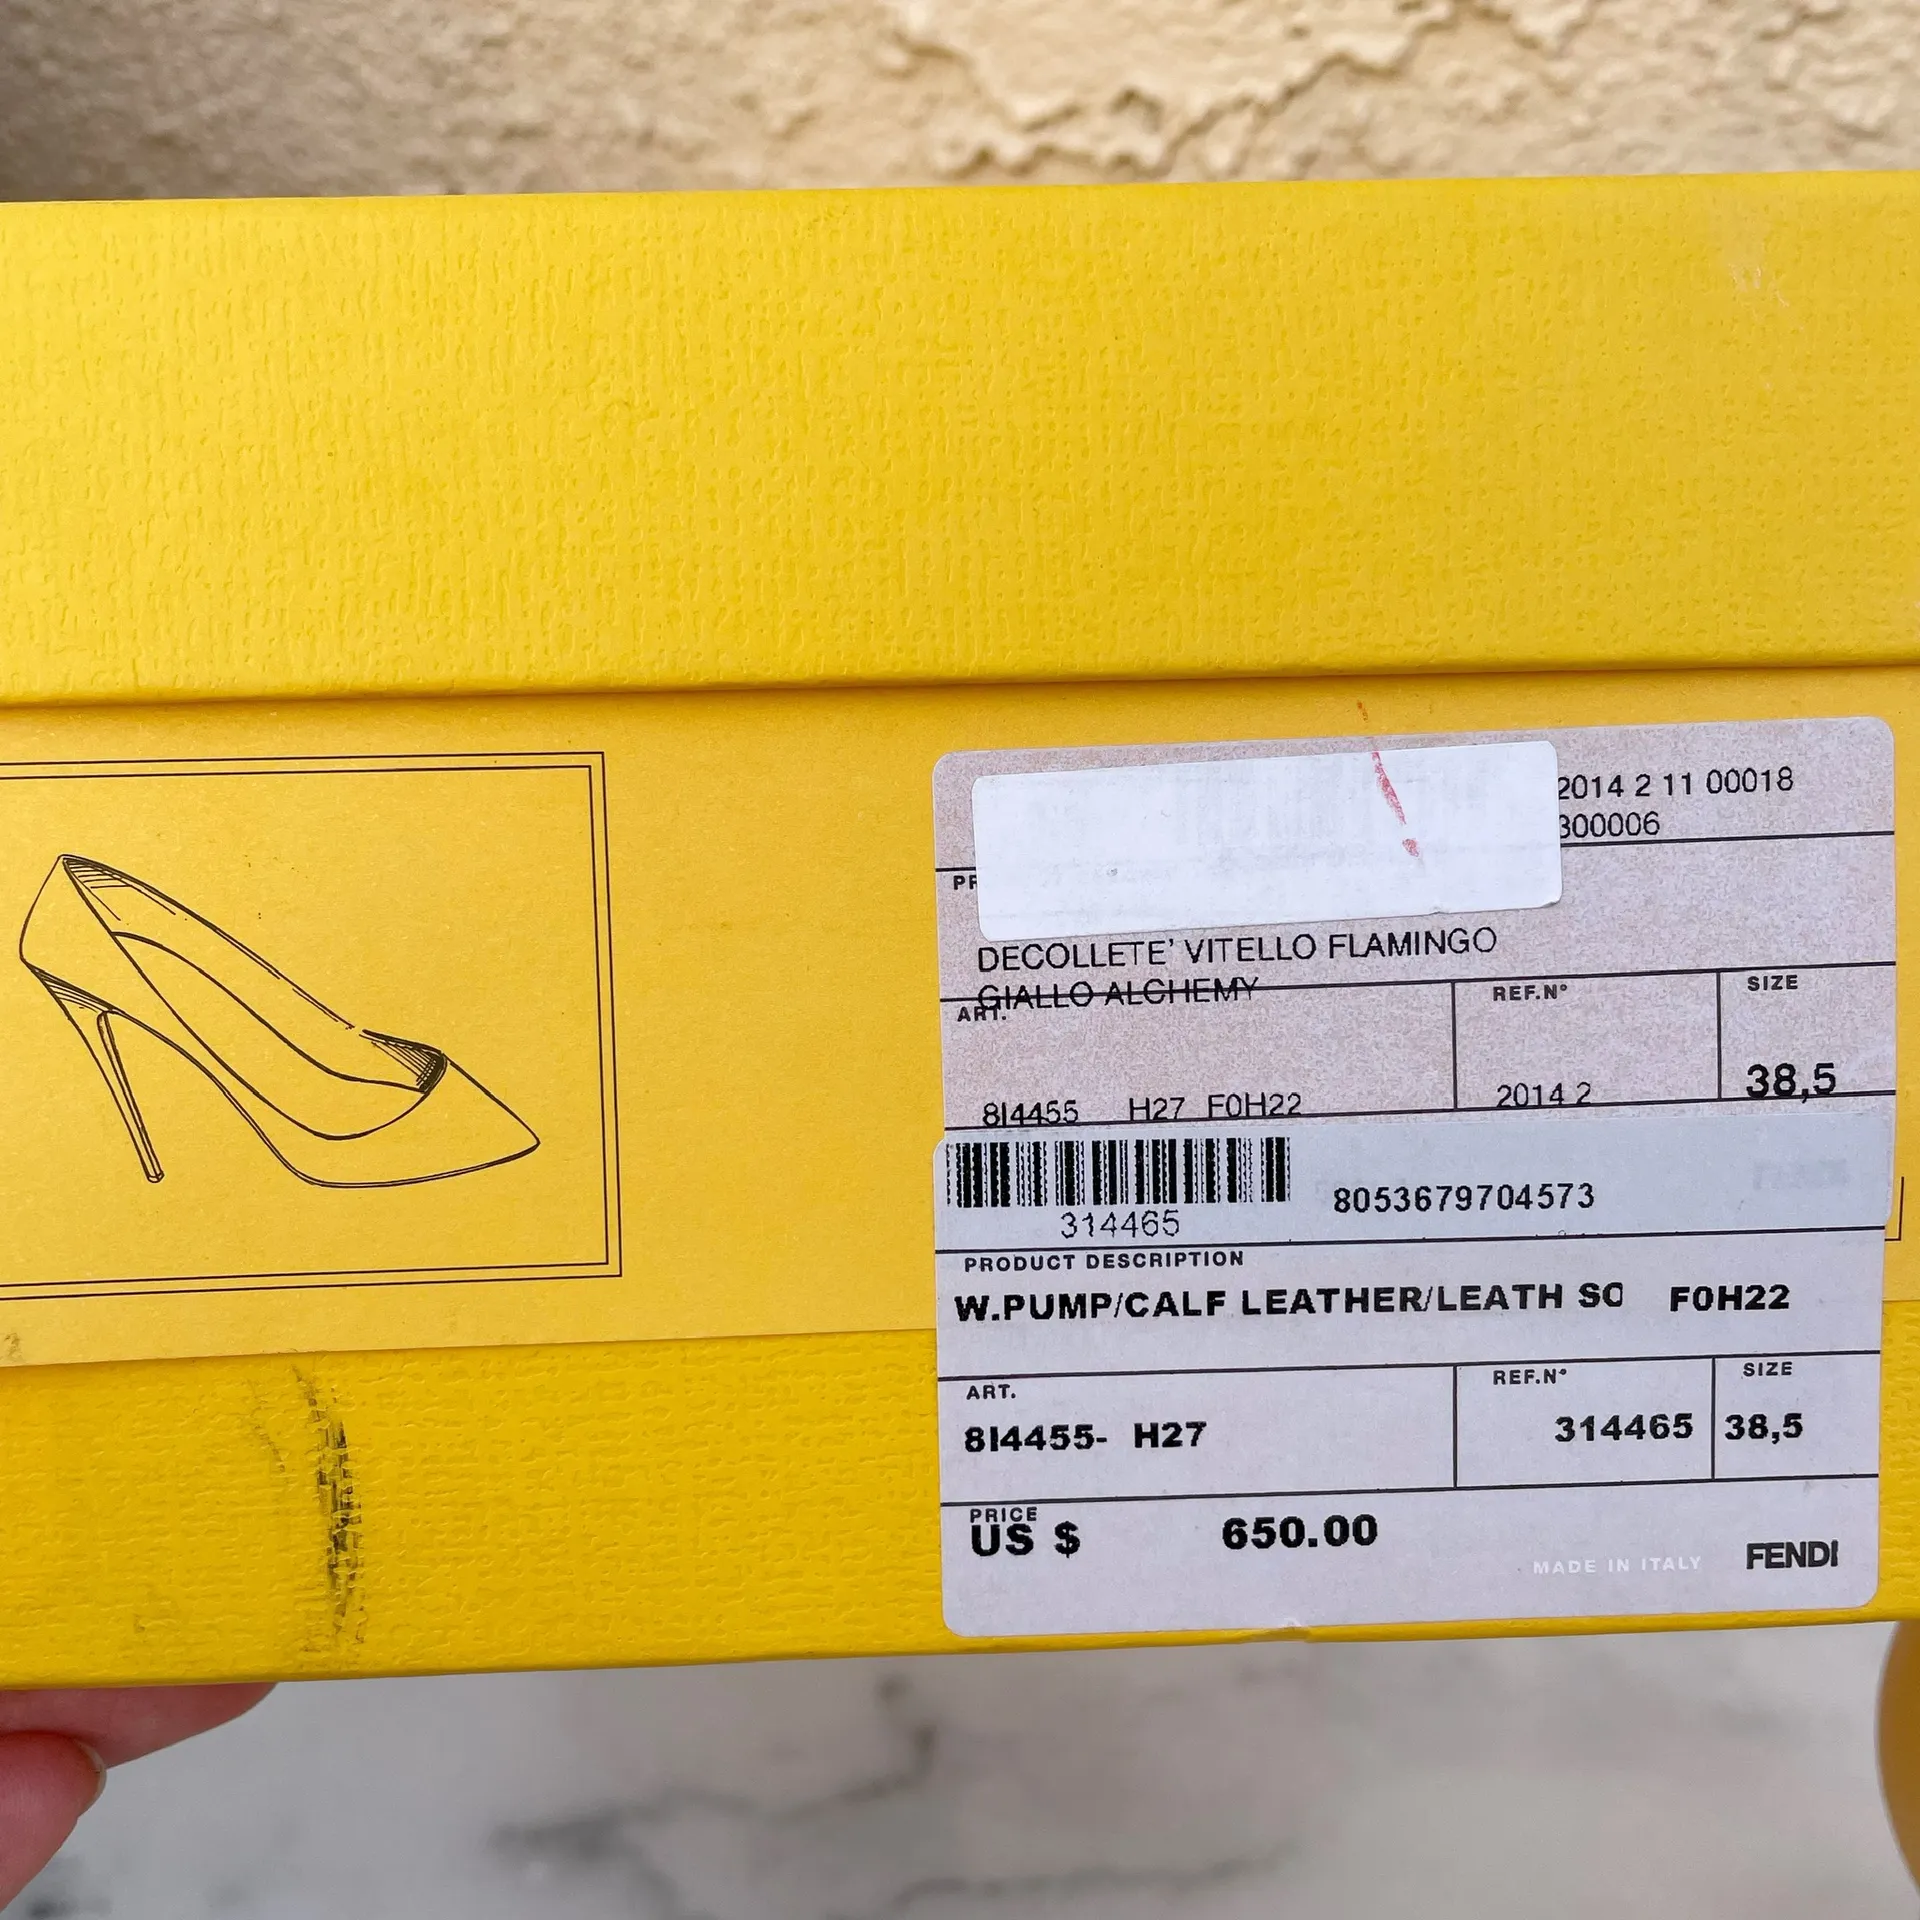 2014 2 11 00018
300006
DECOLLETE' VITELLO FLAMINGO
GIALLO ALCHEMY
ART. REF.N° SIZE
8I4455 H27 F0H22 2014 2 38,5
8053679704573
314465
PRODUCT DESCRIPTION
W.PUMP/CALF LEATHER/LEATH SO F0H22
ART. REF.N° SIZE
8I4455- H27 314465 38,5
PRICE
US $ 650.00
MADE IN ITALY FENDI